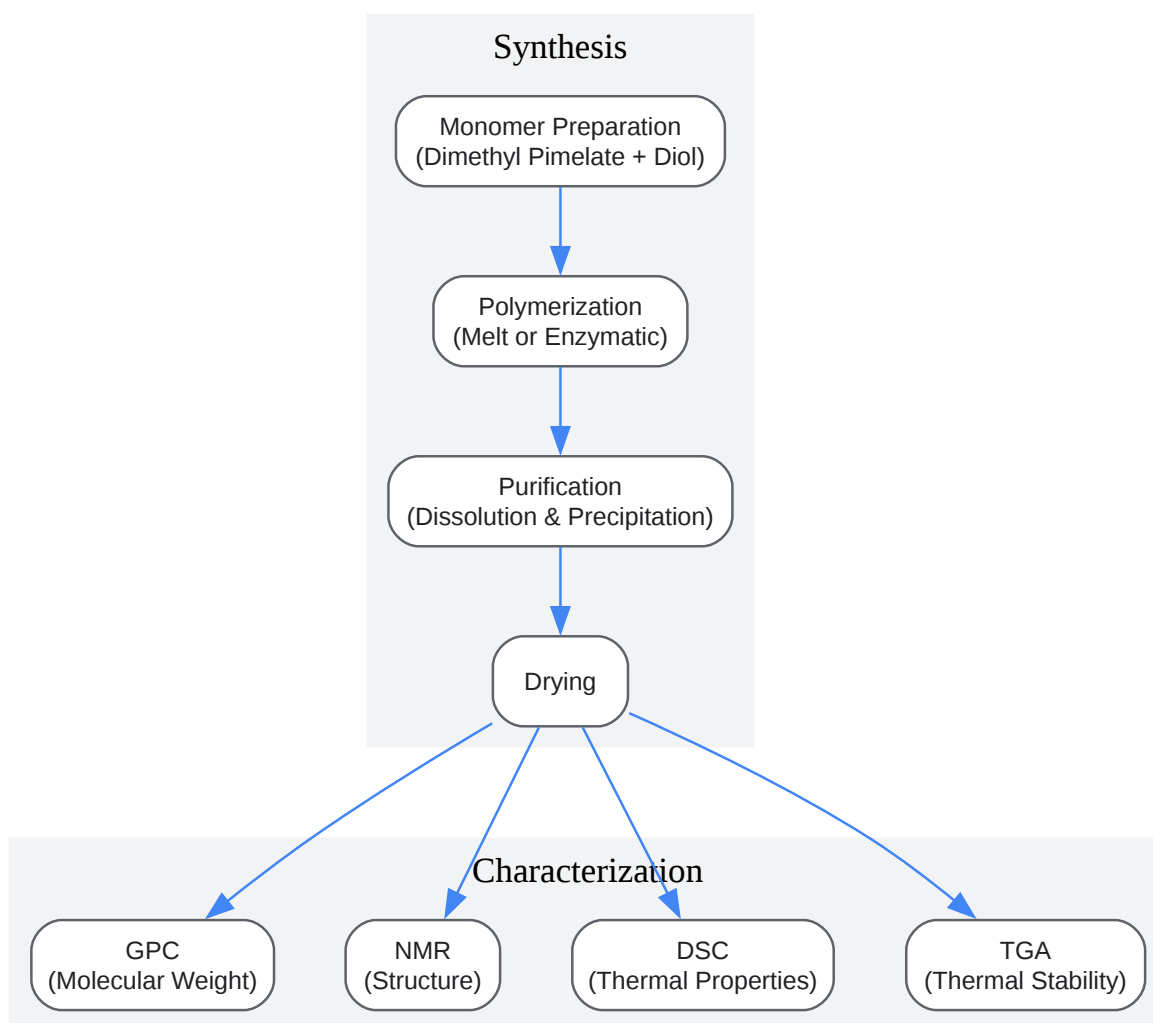 Synthesis
Monomer Preparation
(Dimethyl Pimelate + Diol)
Polymerization
(Melt or Enzymatic)
Purification
(Dissolution & Precipitation)
Drying
Characterization
GPC
(Molecular Weight)
NMR
(Structure)
DSC
(Thermal Properties)
TGA
(Thermal Stability)